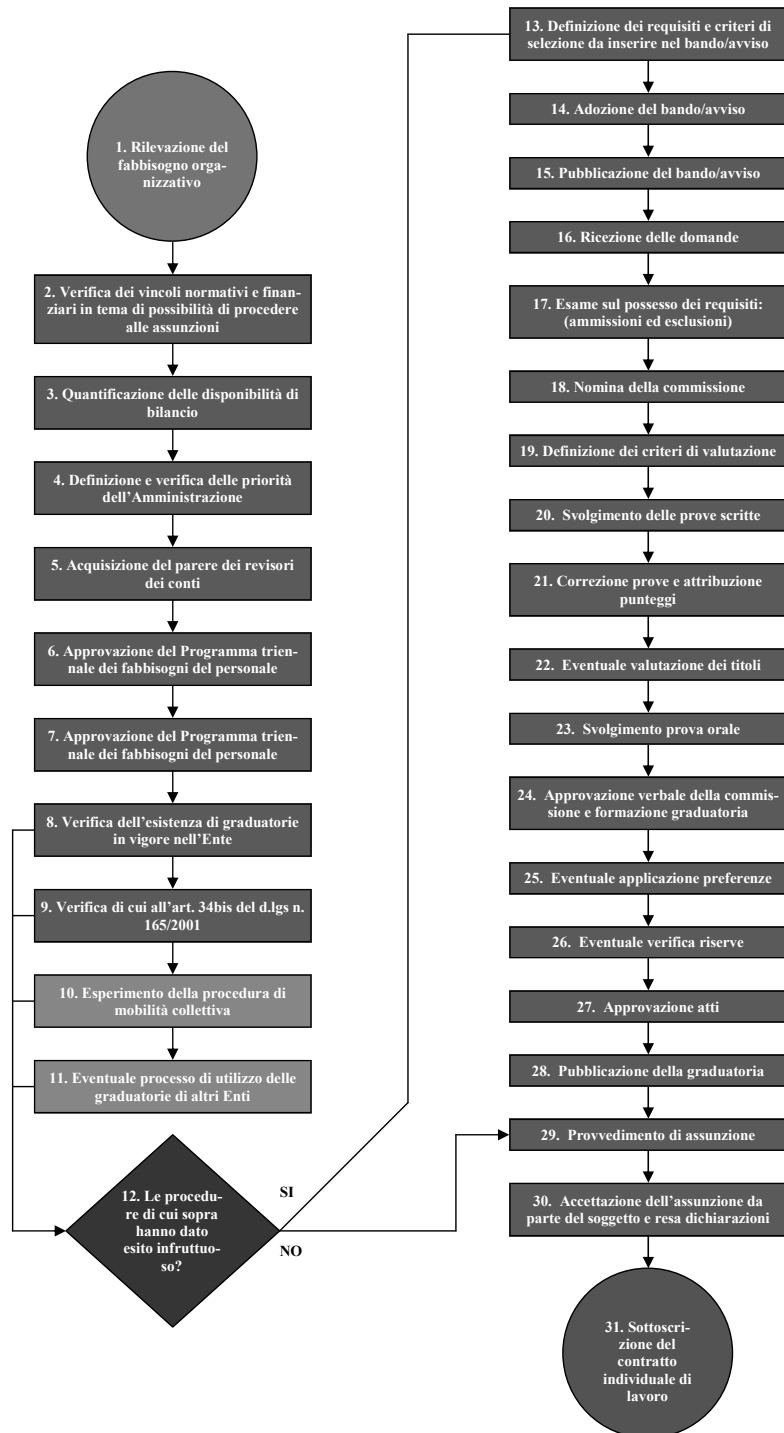 1. Rilevazione del
fabbisogno orga-
nizzativo
2. Verifica dei vincoli normativi e finan-
ziari in tema di possibilità di procedere
alle assunzioni
3. Quantificazione delle disponibilità di
bilancio
4. Definizione e verifica delle priorità
dell'Amministrazione
5. Acquisizione del parere dei revisori
dei conti
6. Approvazione del Programma trien-
nale dei fabbisogni del personale
7. Approvazione del Programma trien-
nale dei fabbisogni del personale
8. Verifica dell'esistenza di graduatorie
in vigore nell'Ente
9. Verifica di cui all'art. 34bis del d.lgs n.
165/2001
10. Esperimento della procedura di
mobilità collettiva
11. Eventuale processo di utilizzo delle
graduatorie di altri Enti
12. Le procedu-
re di cui sopra
hanno dato
esito infruttuo-
so?
SI
NO
13. Definizione dei requisiti e criteri di
selezione da inserire nel bando/avviso
14. Adozione del bando/avviso
15. Pubblicazione del bando/avviso
16. Ricezione delle domande
17. Esame sul possesso dei requisiti:
(ammissioni ed esclusioni)
18. Nomina della commissione
19. Definizione dei criteri di valutazione
20. Svolgimento delle prove scritte
21. Correzione prove e attribuzione
punteggi
22. Eventuale valutazione dei titoli
23. Svolgimento prova orale
24. Approvazione verbale della commis-
sione e formazione graduatoria
25. Eventuale applicazione preferenze
26. Eventuale verifica riserve
27. Approvazione atti
28. Pubblicazione della graduatoria
29. Provvedimento di assunzione
30. Accettazione dell'assunzione da
parte del soggetto e resa dichiarazioni
31. Sottoscri-
zione del
contratto
individuale di
lavoro